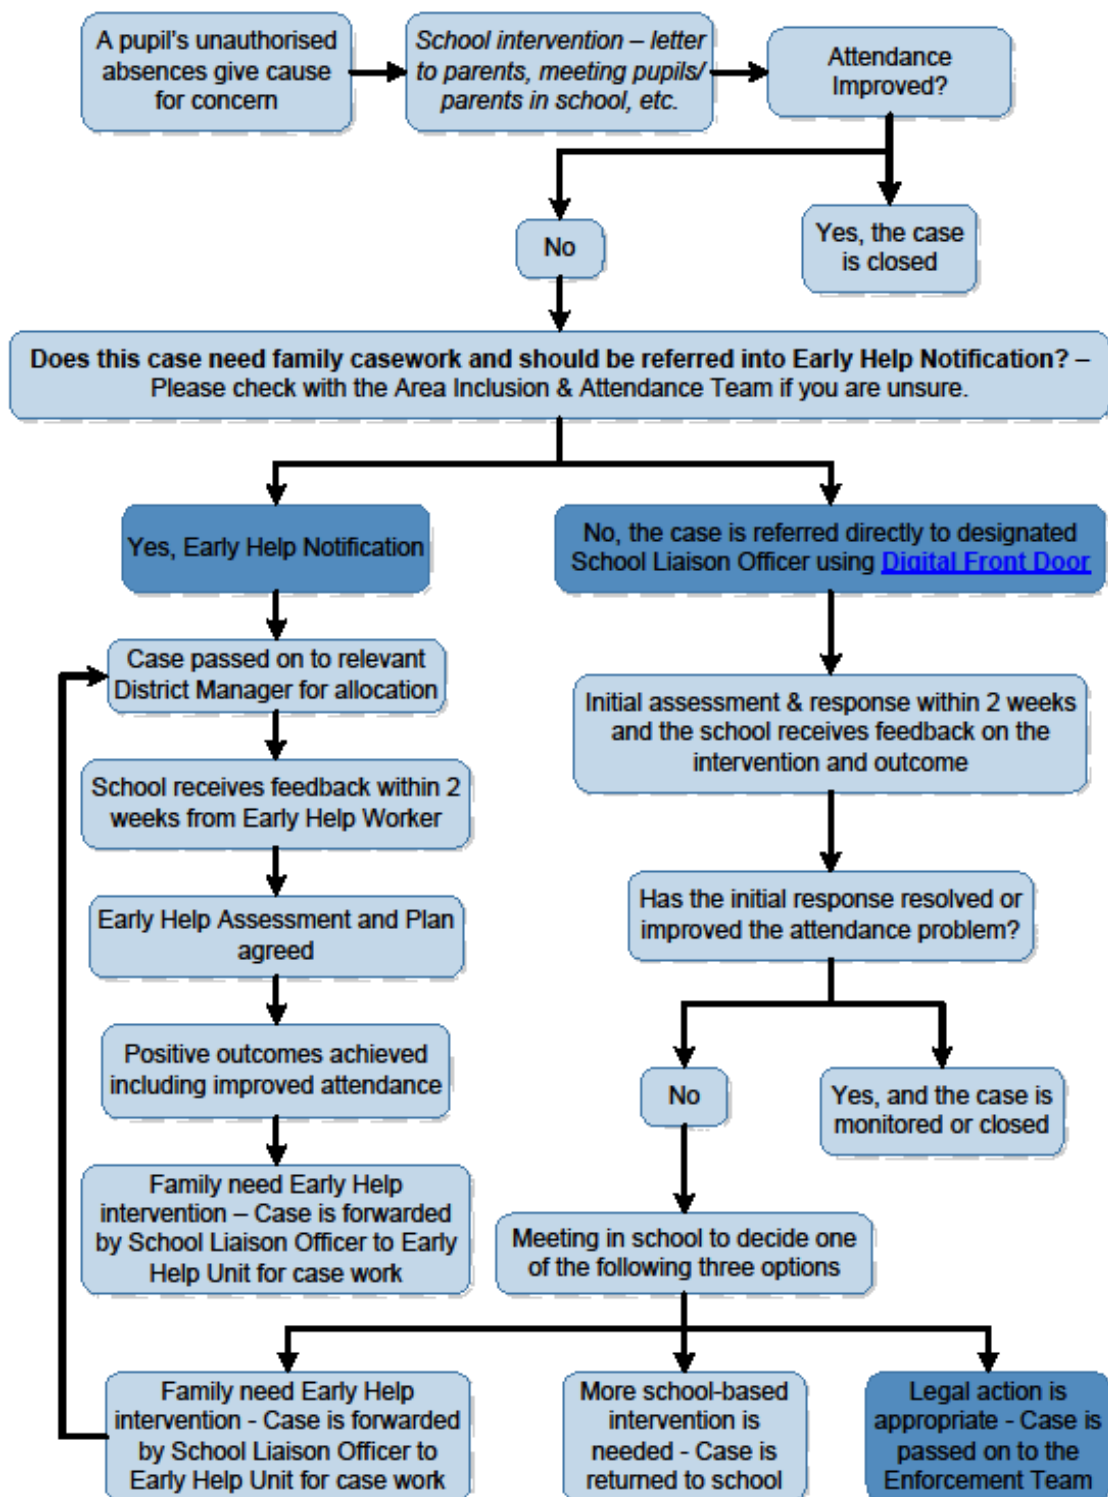 A pupil's unauthorised
absences give cause
for concern
School intervention – letter
to parents, meeting pupils/
parents in school, etc.
Attendance
Improved?
No
Yes, the case
is closed
Does this case need family casework and should be referred into Early Help Notification? –
Please check with the Area Inclusion & Attendance Team if you are unsure.
Yes, Early Help Notification
No, the case is referred directly to designated
School Liaison Officer using Digital Front Door
Case passed on to relevant
District Manager for allocation
Initial assessment & response within 2 weeks
and the school receives feedback on the
intervention and outcome
School receives feedback within 2
weeks from Early Help Worker
Has the initial response resolved or
improved the attendance problem?
Early Help Assessment and Plan
agreed
Positive outcomes achieved
including improved attendance
No
Yes, and the case is
monitored or closed
Family need Early Help
intervention – Case is forwarded
by School Liaison Officer to Early
Help Unit for case work
Meeting in school to decide one
of the following three options
Family need Early Help
intervention - Case is forwarded
by School Liaison Officer to
Early Help Unit for case work
More school-based
intervention is
needed - Case is
returned to school
Legal action is
appropriate - Case is
passed on to the
Enforcement Team